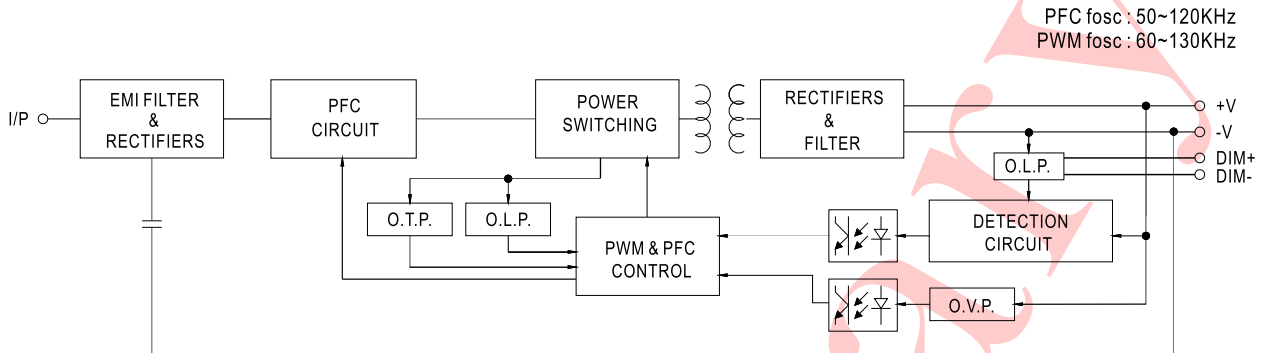 PFC fosc : 50~120KHz
PWM fosc : 60~130KHz
I/P
EMI FILTER
&
RECTIFIERS
PFC
CIRCUIT
POWER
SWITCHING
RECTIFIERS
&
FILTER
+V
-V
DIM+
DIM-
O.L.P.
O.T.P.
O.L.P.
PWM & PFC
CONTROL
DETECTION
CIRCUIT
O.V.P.